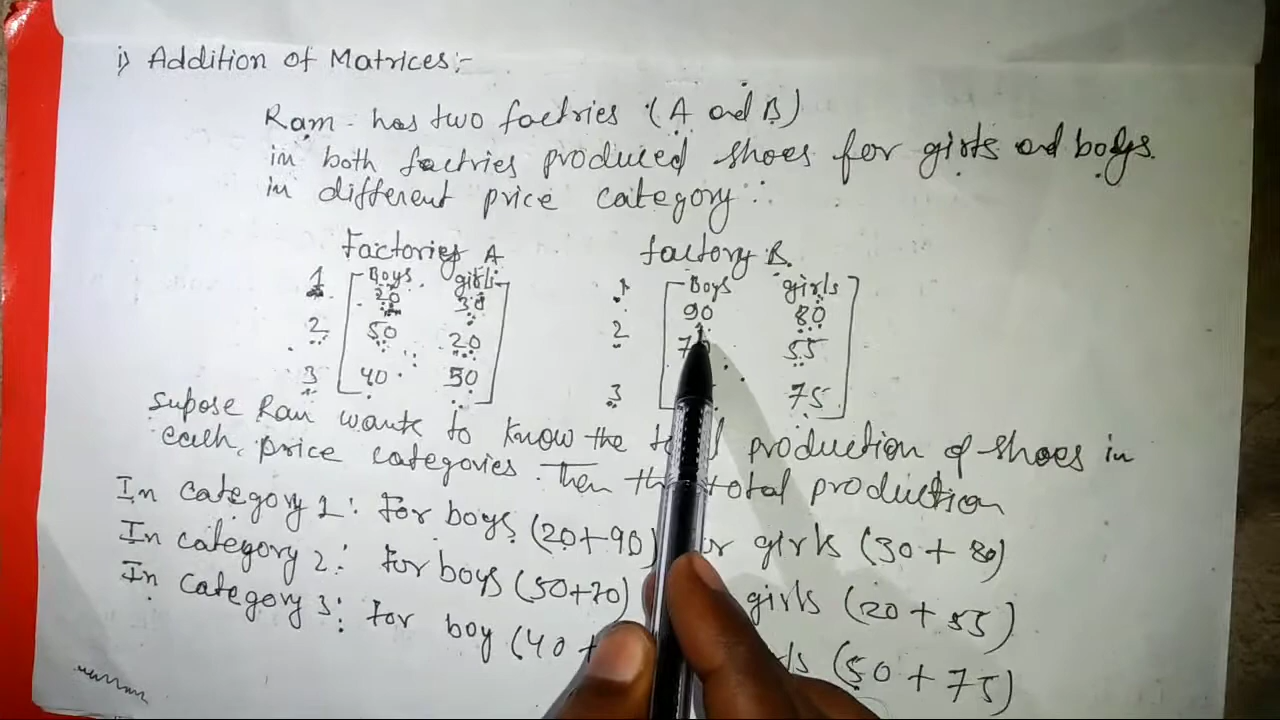 i) Addition of Matrices:-
Ram has two factries (A and B)
in both factries produced shoes for girls and boys.
in different price category:
Factories A factory B
Boys girls Boys girls
1 20 30 1 90 80
2 50 20 2 55
3 40 50 3 75
Supose Ram wants to know the production of shoes in
each price categories Then total production
In category 1: For boys (20+90) girls (30+80)
In category 2: For boys (50+70) girls (20+55)
In category 3: For boy (40+ (50+75)